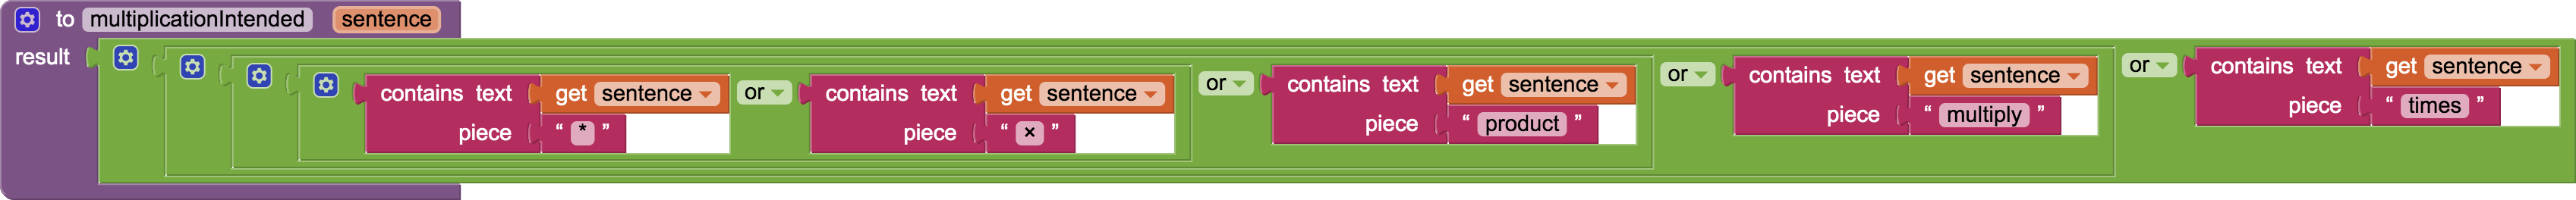 to multiplicationIntended sentence
result contains text get sentence or contains text get sentence or contains text get sentence or contains text get sentence or contains text get sentence
piece “ * ” piece “ × ” piece “ product ” piece “ multiply ” piece “ times ”